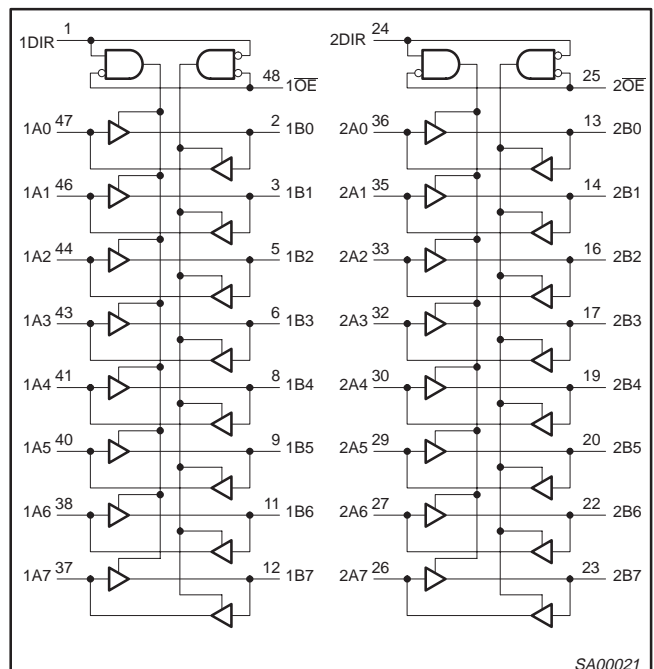 1DIR 1 2DIR 24
48 1OE 25 2OE
1A0 47 2 1B0 2A0 36 13 2B0
1A1 46 3 1B1 2A1 35 14 2B1
1A2 44 5 1B2 2A2 33 16 2B2
1A3 43 6 1B3 2A3 32 17 2B3
1A4 41 8 1B4 2A4 30 19 2B4
1A5 40 9 1B5 2A5 29 20 2B5
1A6 38 11 1B6 2A6 27 22 2B6
1A7 37 12 1B7 2A7 26 23 2B7
SA00021